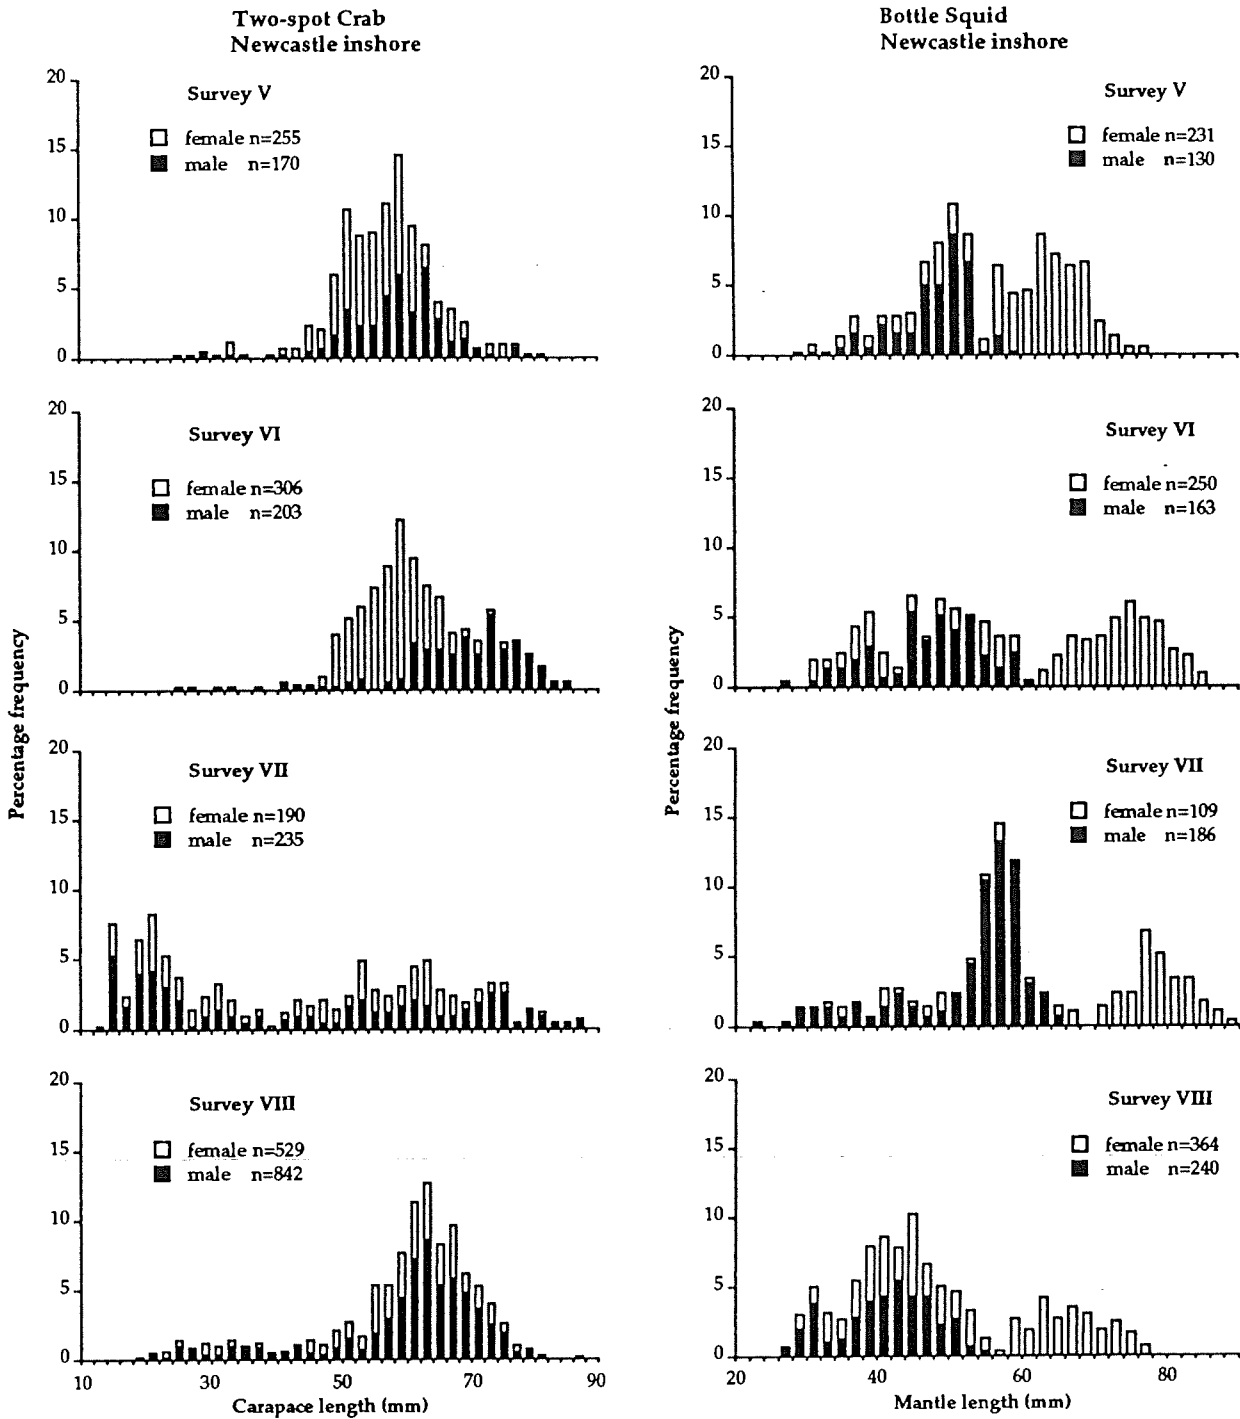 Two-spot Crab
Newcastle inshore
20
15
10
5
0
Survey V
female n=255
male n=170
20
15
10
5
0
Survey VI
female n=306
male n=203
20
15
10
5
0
Survey VII
female n=190
male n=235
20
15
10
5
0
Survey VIII
female n=529
male n=842
10 30 50 70 90
Carapace length (mm)
Percentage frequency
Bottle Squid
Newcastle inshore
20
15
10
5
0
Survey V
female n=231
male n=130
20
15
10
5
0
Survey VI
female n=250
male n=163
20
15
10
5
0
Survey VII
female n=109
male n=186
20
15
10
5
0
Survey VIII
female n=364
male n=240
20 40 60 80
Mantle length (mm)
Percentage frequency